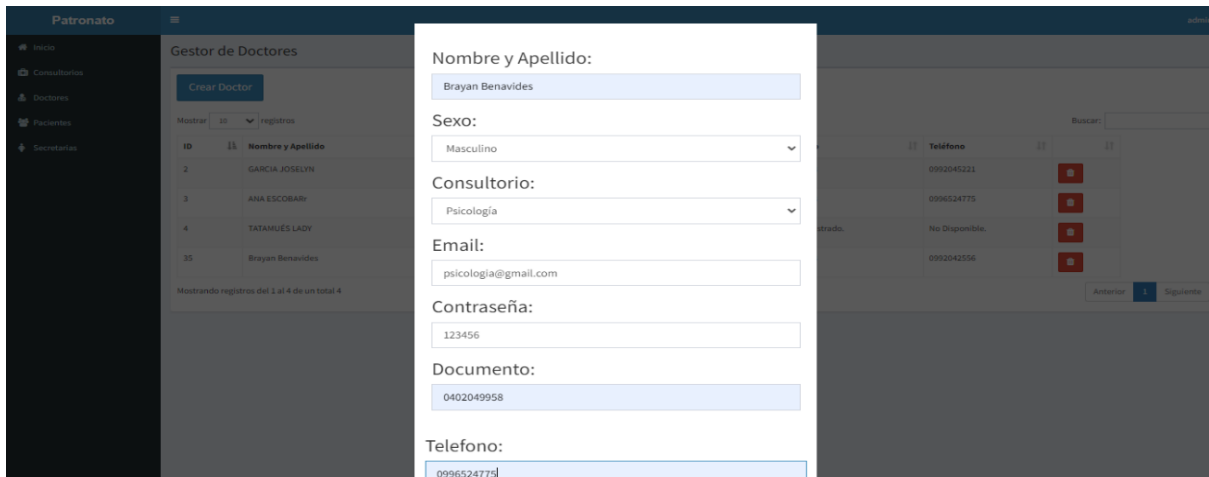 Patronato
admi
Inicio
Consultorios
Doctores
Pacientes
Secretarias
Gestor de Doctores
Crear Doctor
Mostrar 10 registros
Buscar:
ID Nombre y Apellido Teléfono
2 GARCIA JOSELYN 0992045221
3 ANA ESCOBARr 0996524775
4 TATAMUÉS LADY strado. No Disponible.
35 Brayan Benavides 0992042556
Mostrando registros del 1 al 4 de un total 4
Anterior 1 Siguiente
Nombre y Apellido:
Brayan Benavides
Sexo:
Masculino
Consultorio:
Psicología
Email:
psicologia@gmail.com
Contraseña:
123456
Documento:
0402049958
Telefono:
0996524775